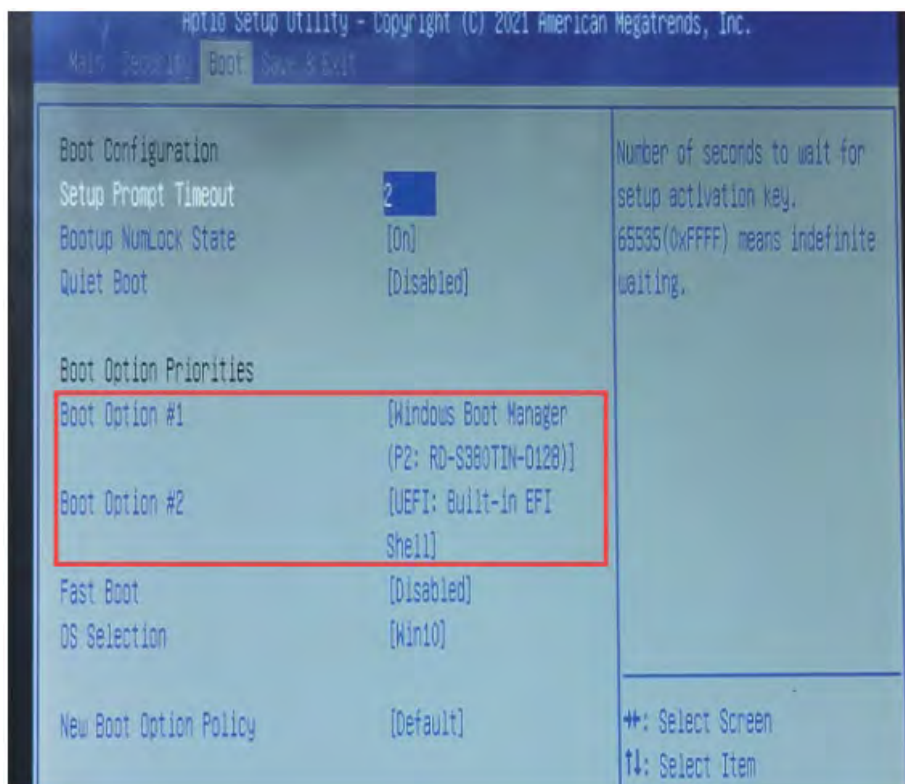 Aptio Setup Utility - Copyright (C) 2021 American Megatrends, Inc.
Main Security Boot Save & Exit
Boot Configuration
Setup Prompt Timeout 2
Bootup NumLock State [On]
Quiet Boot [Disabled]
Boot Option Priorities
Boot Option #1 [Windows Boot Manager
(P2: RD-S380TIN-0128)]
Boot Option #2 [UEFI: Built-in EFI
Shell]
Fast Boot [Disabled]
OS Selection [Win10]
New Boot Option Policy [Default]
Number of seconds to wait for
setup activation key.
65535(0xFFFF) means indefinite
waiting.
→←: Select Screen
↑↓: Select Item